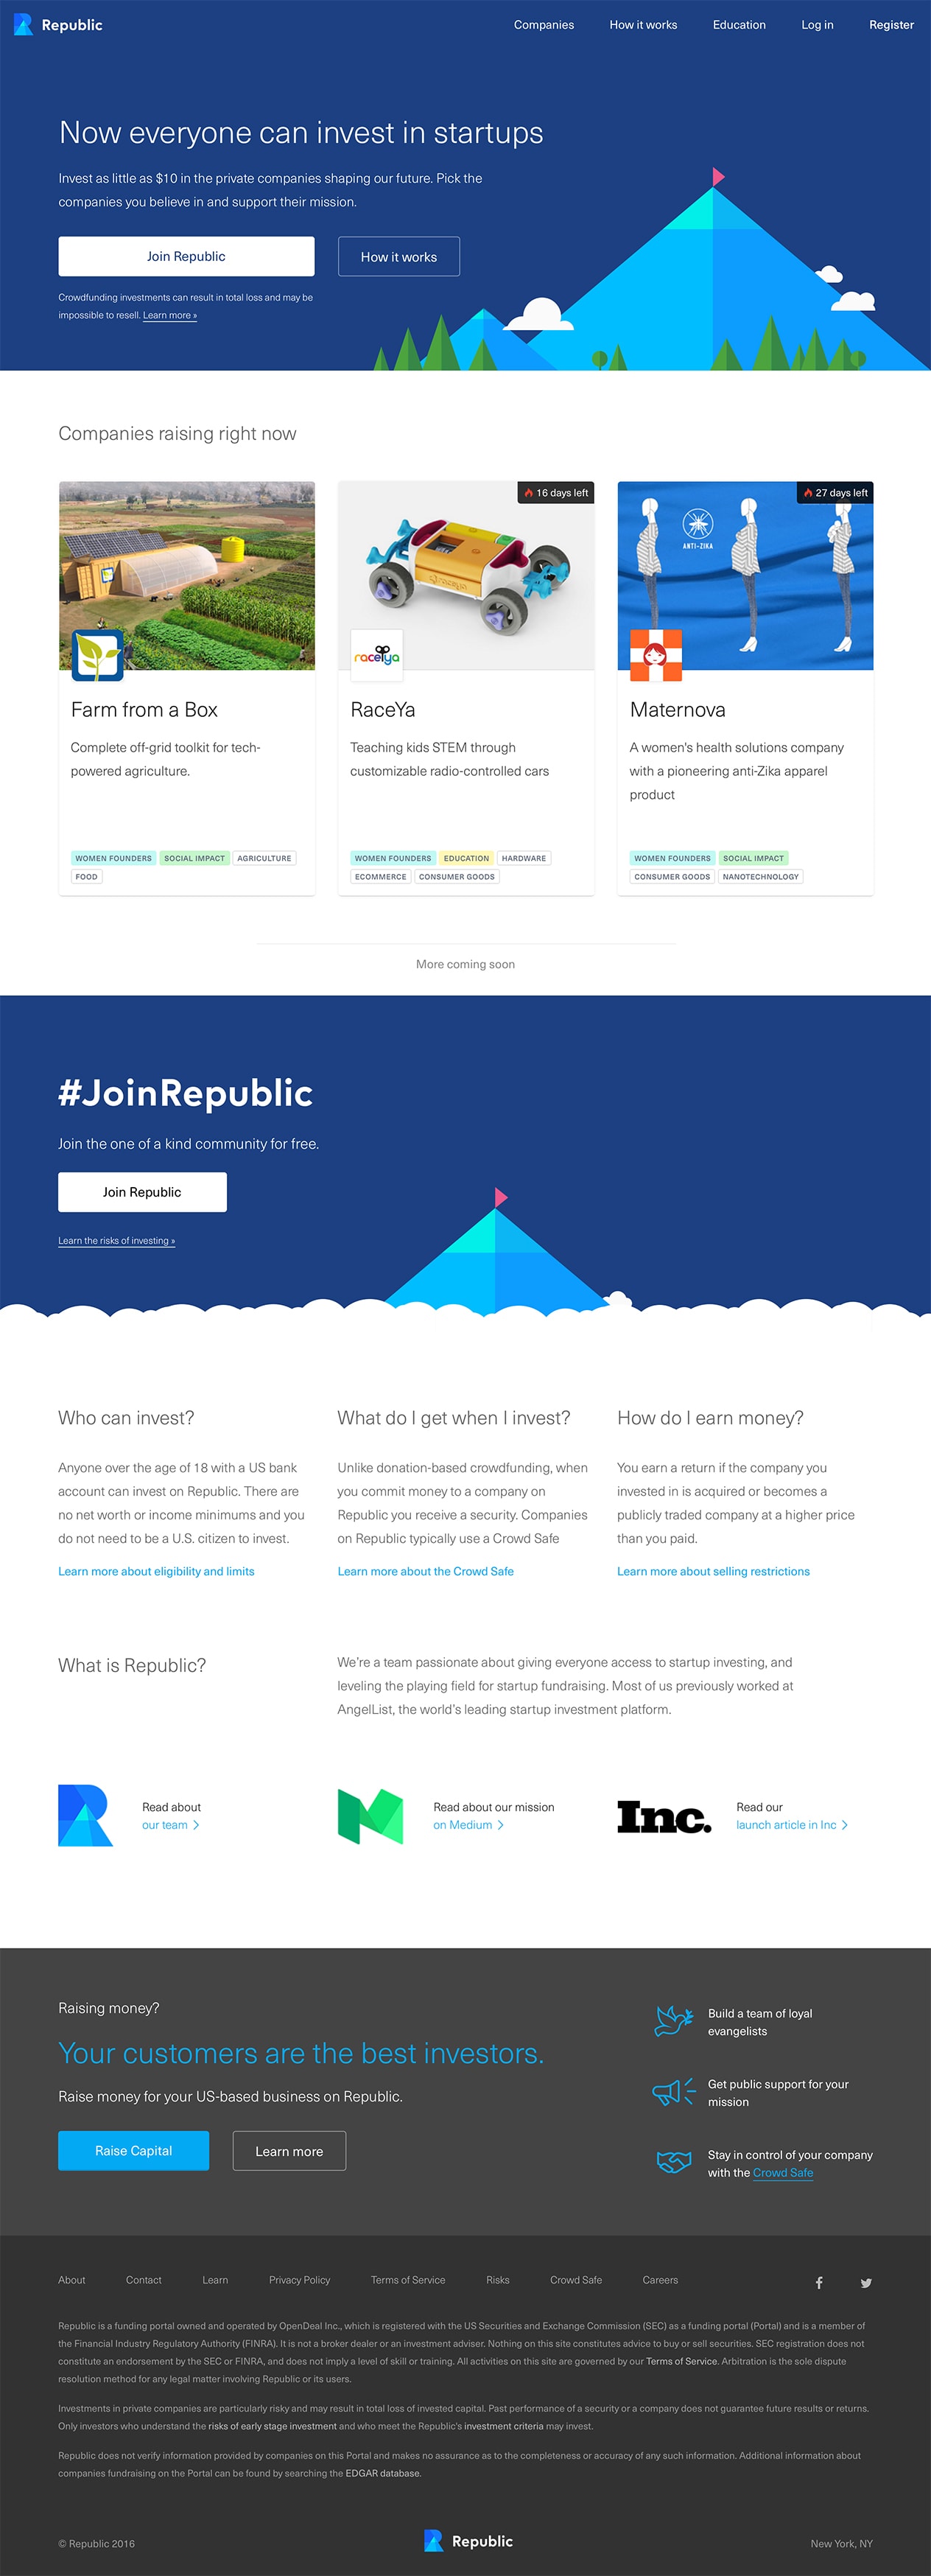 Republic
Companies
How it works
Education
Log in
Register
Now everyone can invest in startups
Invest as little as $10 in the private companies shaping our future. Pick the
companies you believe in and support their mission.
Join Republic
How it works
Crowdfunding investments can result in total loss and may be
impossible to resell. Learn more »
Companies raising right now
16 days left
27 days left
ANTI-ZIKA
raceya
Farm from a Box
Complete off-grid toolkit for tech-
powered agriculture.
WOMEN FOUNDERS
SOCIAL IMPACT
AGRICULTURE
FOOD
RaceYa
Teaching kids STEM through
customizable radio-controlled cars
WOMEN FOUNDERS
EDUCATION
HARDWARE
ECOMMERCE
CONSUMER GOODS
Maternova
A women's health solutions company
with a pioneering anti-Zika apparel
product
WOMEN FOUNDERS
SOCIAL IMPACT
CONSUMER GOODS
NANOTECHNOLOGY
More coming soon
#JoinRepublic
Join the one of a kind community for free.
Join Republic
Learn the risks of investing »
Who can invest?
Anyone over the age of 18 with a US bank
account can invest on Republic. There are
no net worth or income minimums and you
do not need to be a U.S. citizen to invest.
Learn more about eligibility and limits
What do I get when I invest?
Unlike donation-based crowdfunding, when
you commit money to a company on
Republic you receive a security. Companies
on Republic typically use a Crowd Safe
Learn more about the Crowd Safe
How do I earn money?
You earn a return if the company you
invested in is acquired or becomes a
publicly traded company at a higher price
than you paid.
Learn more about selling restrictions
What is Republic?
We're a team passionate about giving everyone access to startup investing, and
leveling the playing field for startup fundraising. Most of us previously worked at
AngelList, the world's leading startup investment platform.
Read about
our team
Read about our mission
on Medium
Inc.
Read our
launch article in Inc
Raising money?
Your customers are the best investors.
Raise money for your US-based business on Republic.
Raise Capital
Learn more
Build a team of loyal
evangelists
Get public support for your
mission
Stay in control of your company
with the Crowd Safe
About
Contact
Learn
Privacy Policy
Terms of Service
Risks
Crowd Safe
Careers
Republic is a funding portal owned and operated by OpenDeal Inc., which is registered with the US Securities and Exchange Commission (SEC) as a funding portal (Portal) and is a member of
the Financial Industry Regulatory Authority (FINRA). It is not a broker dealer or an investment adviser. Nothing on this site constitutes advice to buy or sell securities. SEC registration does not
constitute an endorsement by the SEC or FINRA, and does not imply a level of skill or training. All activities on this site are governed by our Terms of Service. Arbitration is the sole dispute
resolution method for any legal matter involving Republic or its users.
Investments in private companies are particularly risky and may result in total loss of invested capital. Past performance of a security or a company does not guarantee future results or returns.
Only investors who understand the risks of early stage investment and who meet the Republic's investment criteria may invest.
Republic does not verify information provided by companies on this Portal and makes no assurance as to the completeness or accuracy of any such information. Additional information about
companies fundraising on the Portal can be found by searching the EDGAR database.
© Republic 2016
Republic
New York, NY